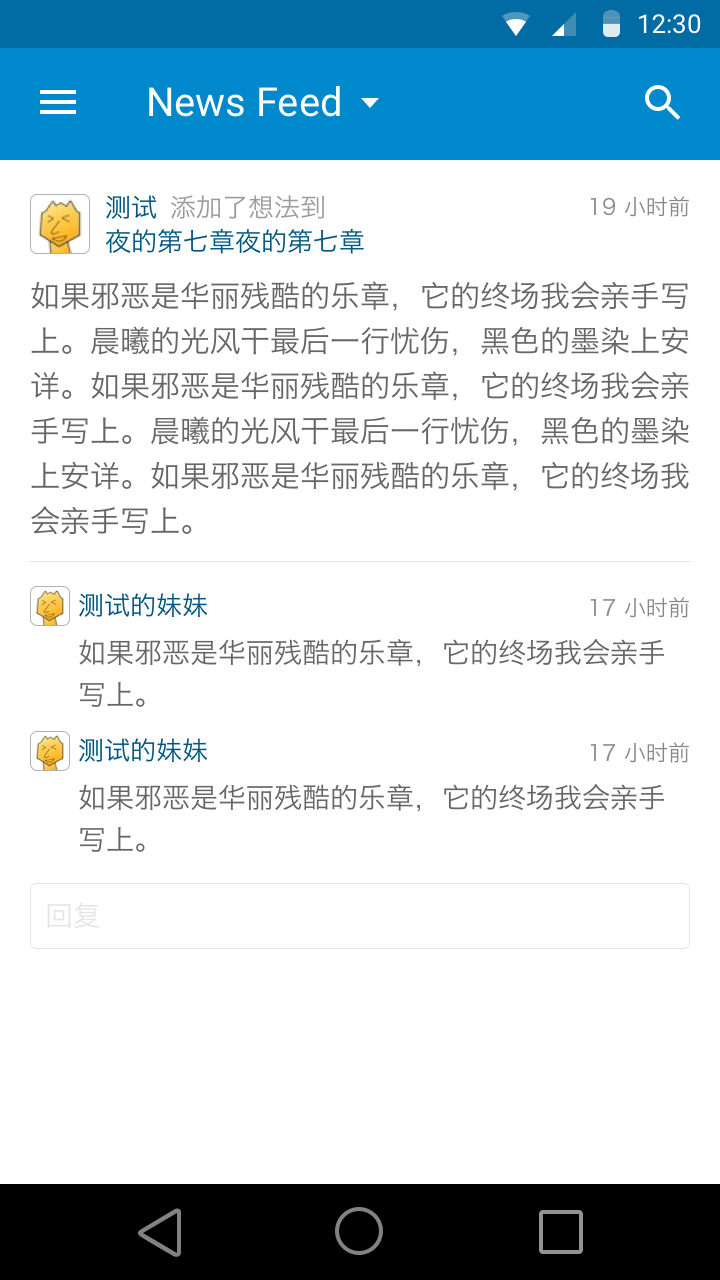 12:30
News Feed
测试 添加了想法到
19 小时前
夜的第七章夜的第七章
如果邪恶是华丽残酷的乐章，它的终场我会亲手写
上。晨曦的光风干最后一行忧伤，黑色的墨染上安
详。如果邪恶是华丽残酷的乐章，它的终场我会亲
手写上。晨曦的光风干最后一行忧伤，黑色的墨染
上安详。如果邪恶是华丽残酷的乐章，它的终场我
会亲手写上。
测试的妹妹
17 小时前
如果邪恶是华丽残酷的乐章，它的终场我会亲手
写上。
测试的妹妹
17 小时前
如果邪恶是华丽残酷的乐章，它的终场我会亲手
写上。
回复